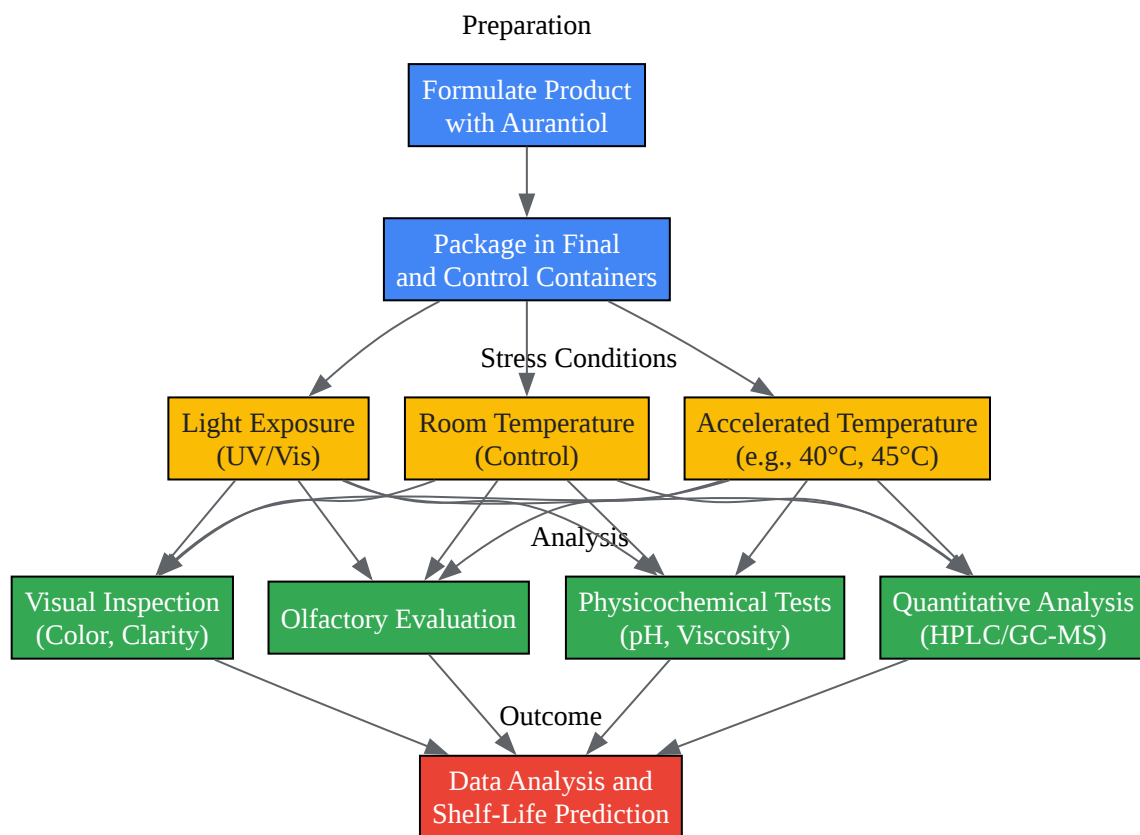 Preparation
Formulate Product
with Aurantiol
Package in Final
and Control Containers
Stress Conditions
Light Exposure
(UV/Vis)
Room Temperature
(Control)
Accelerated Temperature
(e.g., 40°C, 45°C)
Analysis
Visual Inspection
(Color, Clarity)
Olfactory Evaluation
Physicochemical Tests
(pH, Viscosity)
Quantitative Analysis
(HPLC/GC-MS)
Outcome
Data Analysis and
Shelf-Life Prediction